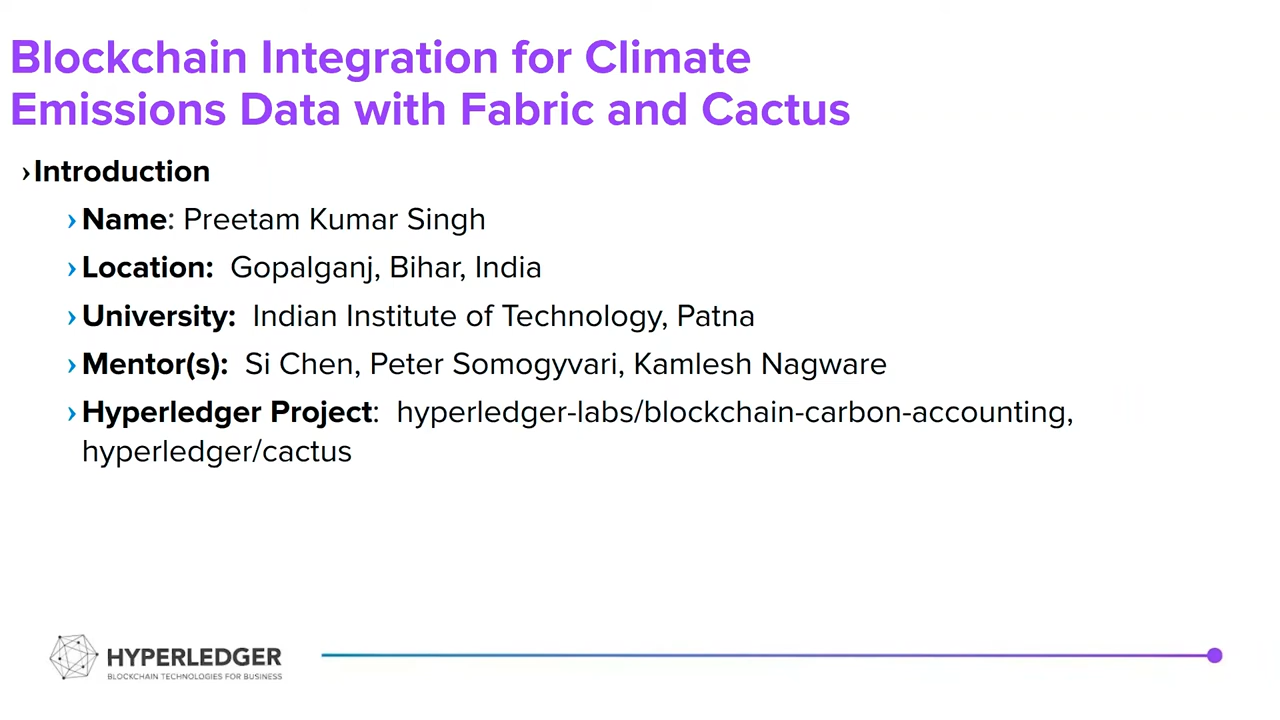 Blockchain Integration for Climate
Emissions Data with Fabric and Cactus
›Introduction
›Name: Preetam Kumar Singh
›Location: Gopalganj, Bihar, India
›University: Indian Institute of Technology, Patna
›Mentor(s): Si Chen, Peter Somogyvari, Kamlesh Nagware
›Hyperledger Project: hyperledger-labs/blockchain-carbon-accounting,
hyperledger/cactus
HYPERLEDGER
BLOCKCHAIN TECHNOLOGIES FOR BUSINESS